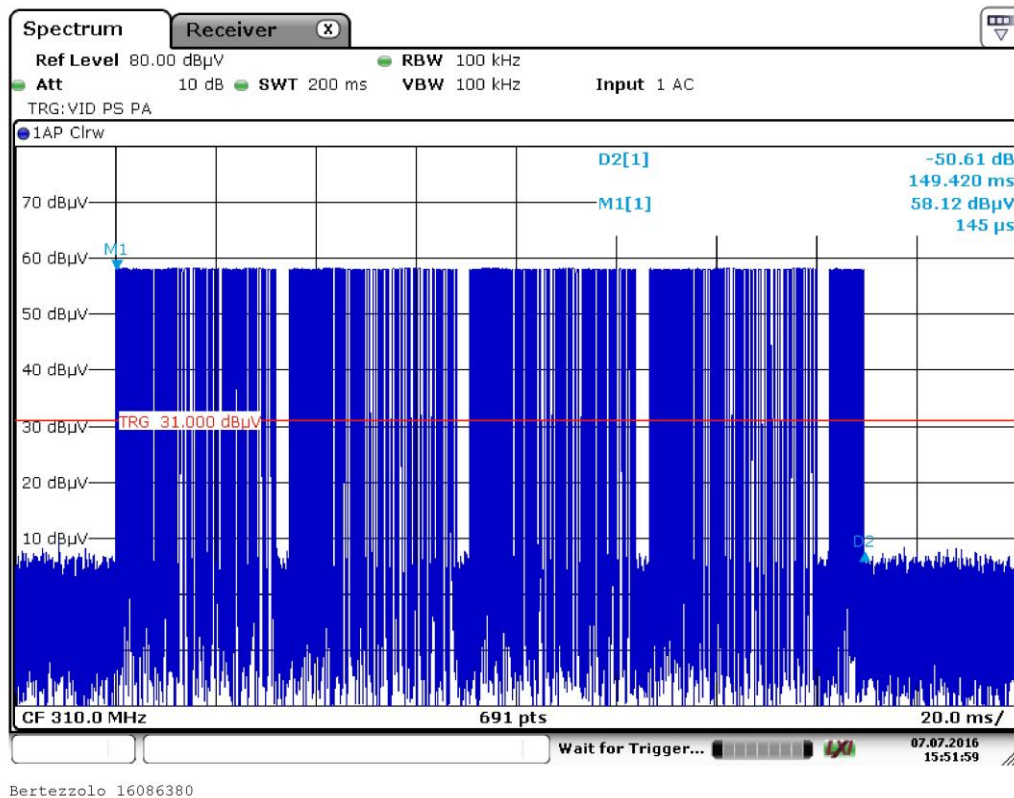 Spectrum Receiver X
Ref Level 80.00 dBµV RBW 100 kHz
Att 10 dB SWT 200 ms VBW 100 kHz Input 1 AC
TRG:VID PS PA
1AP Clrw
D2[1] -50.61 dB
149.420 ms
70 dBµV M1[1] 58.12 dBµV
145 µs
M1
60 dBµV
50 dBµV
40 dBµV
TRG 31.000 dBµV
30 dBµV
20 dBµV
10 dBµV
D2
CF 310.0 MHz 691 pts 20.0 ms/
Wait for Trigger... LXI 07.07.2016
15:51:59
Bertezzolo 16086380